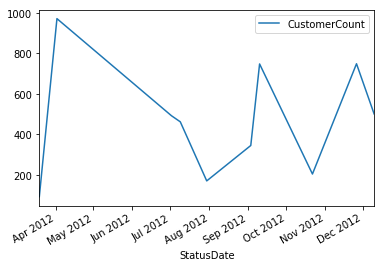 1000
800
600
400
200
CustomerCount
Apr 2012
May 2012
Jun 2012
Jul 2012
Aug 2012
Sep 2012
Oct 2012
Nov 2012
Dec 2012
StatusDate